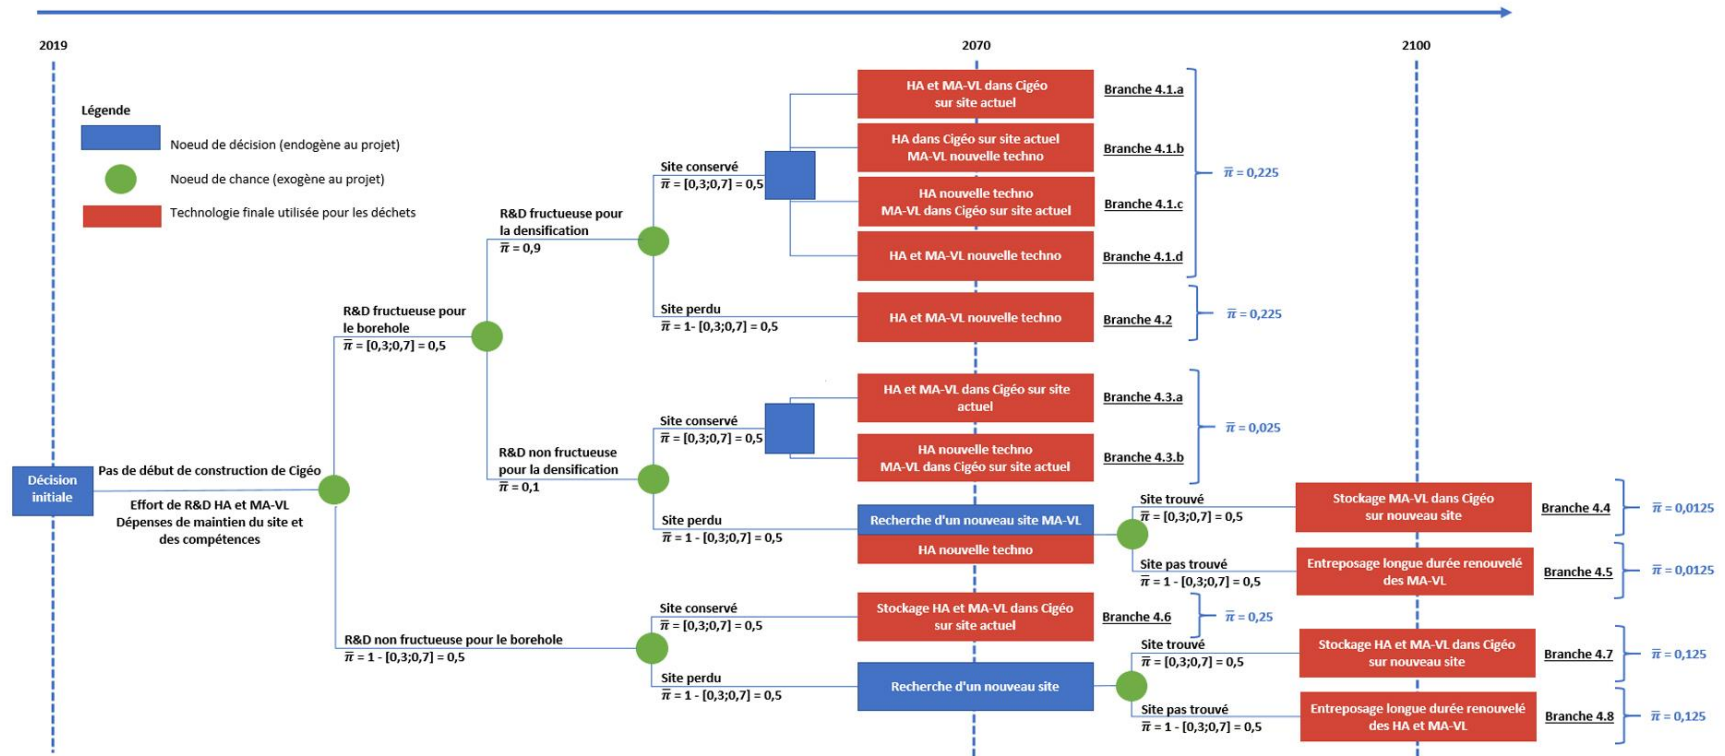 2019
2070
2100
Légende
Noeud de décision (endogène au projet)
Noeud de chance (exogène au projet)
Technologie finale utilisée pour les déchets
Décision
initiale
Pas de début de construction de Cigéo
Effort de R&D HA et MA-VL
Dépenses de maintien du site et
des compétences
R&D fructueuse pour
le borehole
π̅ = [0,3;0,7] = 0,5
R&D fructueuse pour
la densification
π̅ = 0,9
Site conservé
π̅ = [0,3;0,7] = 0,5
HA et MA-VL dans Cigéo
sur site actuel
Branche 4.1.a
HA dans Cigéo sur site actuel
MA-VL nouvelle techno
Branche 4.1.b
HA nouvelle techno
MA-VL dans Cigéo sur site actuel
Branche 4.1.c
HA et MA-VL nouvelle techno
Branche 4.1.d
π̅ = 0,225
Site perdu
π̅ = 1- [0,3;0,7] = 0,5
HA et MA-VL nouvelle techno
Branche 4.2
π̅ = 0,225
R&D non fructueuse
pour la densification
π̅ = 0,1
Site conservé
π̅ = [0,3;0,7] = 0,5
HA et MA-VL dans Cigéo sur site
actuel
Branche 4.3.a
HA nouvelle techno
MA-VL dans Cigéo sur site actuel
Branche 4.3.b
π̅ = 0,025
Site perdu
π̅ = 1 - [0,3;0,7] = 0,5
Recherche d'un nouveau site MA-VL
HA nouvelle techno
Site trouvé
π̅ = [0,3;0,7] = 0,5
Stockage MA-VL dans Cigéo
sur nouveau site
Branche 4.4
π̅ = 0,0125
Site pas trouvé
π̅ = 1 - [0,3;0,7] = 0,5
Entreposage longue durée renouvelé
des MA-VL
Branche 4.5
π̅ = 0,0125
R&D non fructueuse pour le borehole
π̅ = 1 - [0,3;0,7] = 0,5
Site conservé
π̅ = [0,3;0,7] = 0,5
Stockage HA et MA-VL dans Cigéo
sur site actuel
Branche 4.6
π̅ = 0,25
Site perdu
π̅ = 1 - [0,3;0,7] = 0,5
Recherche d'un nouveau site
Site trouvé
π̅ = [0,3;0,7] = 0,5
Stockage HA et MA-VL dans Cigéo
sur nouveau site
Branche 4.7
π̅ = 0,125
Site pas trouvé
π̅ = 1 - [0,3;0,7] = 0,5
Entreposage longue durée renouvelé
des HA et MA-VL
Branche 4.8
π̅ = 0,125